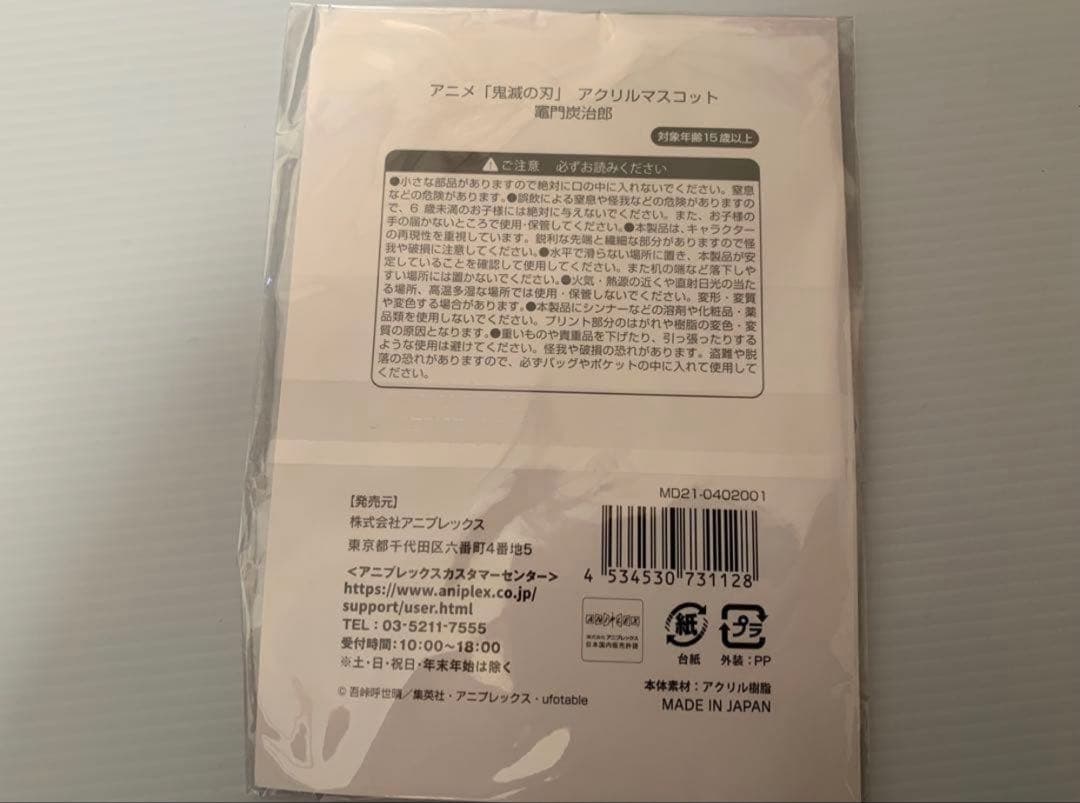 アニメ「鬼滅の刃」 アクリルマスコット
竈門炭治郎
対象年齢15歳以上
ご注意 必ずお読みください
●小さな部品がありますので絶対に口の中に入れないでください。窒息
などの危険があります。●誤飲による窒息や怪我などの危険がありますの
で、6 歳未満のお子様には絶対に与えないでください。また、お子様の
手の届かないところで使用・保管してください。●本製品は、キャラクター
の再現性を重視しています。鋭利な先端と繊細な部分がありますので怪
我や破損に注意してください。●水平で滑らない場所に置き、本製品が安
定していることを確認して使用してください。また机の端など落下しや
すい場所には置かないでください。●火気・熱源の近くや直射日光の当た
る場所、高温多湿な場所では使用・保管しないでください。変形・変質
や変色する場合があります。●本製品にシンナーなどの溶剤や化粧品・薬
品類を使用しないでください。プリント部分のはがれや樹脂の変色・変
質の原因となります。●重いものや貴重品を下げたり、引っ張ったりする
ような使用は避けてください。怪我や破損の恐れがあります。盗難や脱
落の恐れがありますので、必ずバッグやポケットの中に入れて使用して
ください。
【発売元】
株式会社アニプレックス
東京都千代田区六番町4番地5
<アニプレックスカスタマーセンター>
https://www.aniplex.co.jp/
support/user.html
TEL：03-5211-7555
受付時間：10:00〜18:00
※土・日・祝日・年末年始は除く
© 吾峠呼世晴／集英社・アニプレックス・ufotable
MD21-0402001
4 534530 731128
ANIPLEX
株式会社 アニプレックス
日本国内販売許諾
紙
台紙
プラ
外装：PP
本体素材：アクリル樹脂
MADE IN JAPAN